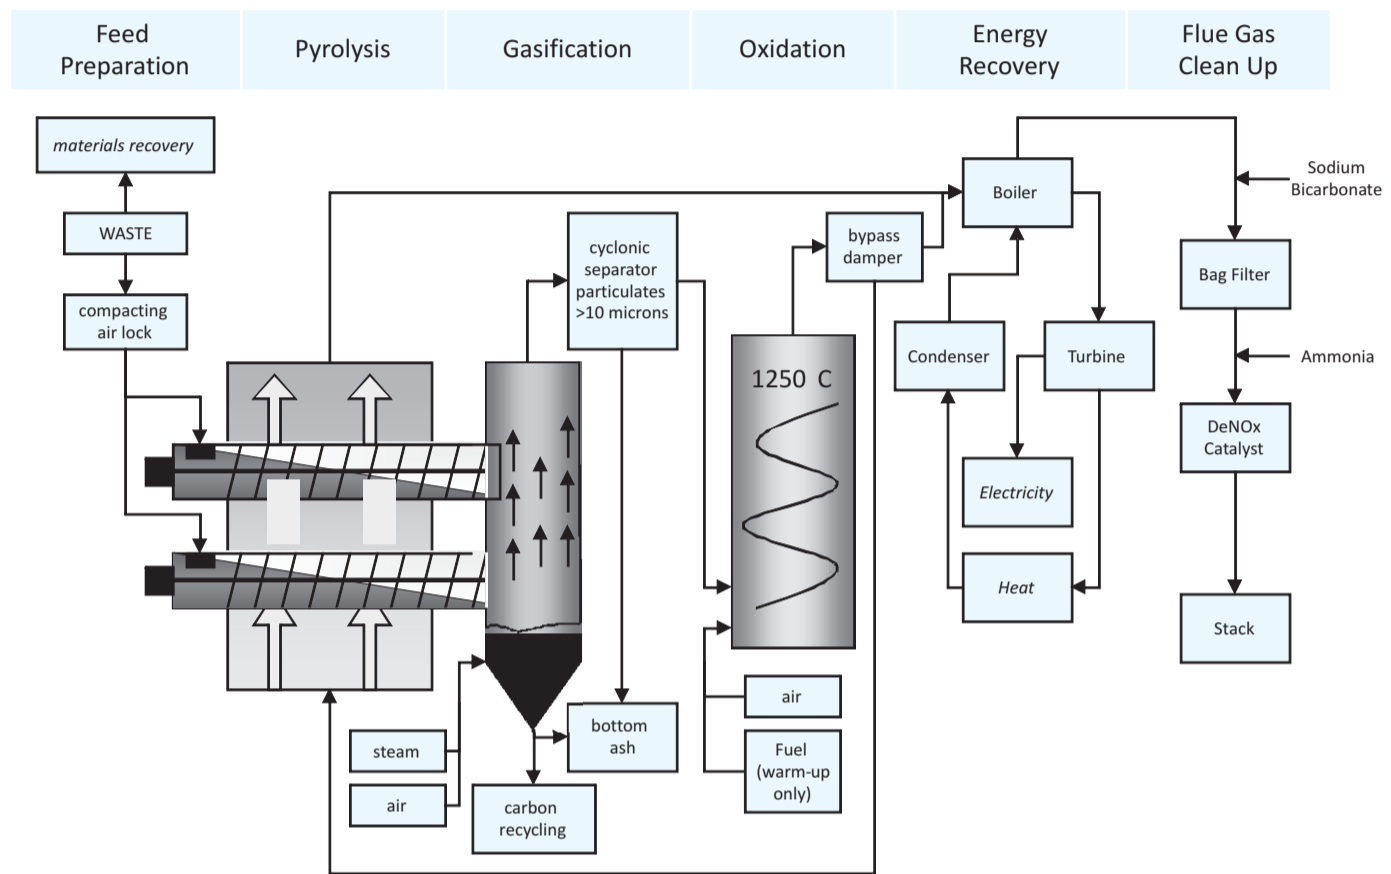 Feed
Preparation
Pyrolysis
Gasification
Oxidation
Energy
Recovery
Flue Gas
Clean Up
materials recovery
WASTE
compacting
air lock
cyclonic
separator
particulates
>10 microns
bypass
damper
Boiler
Sodium
Bicarbonate
Bag Filter
Condenser
Turbine
Ammonia
1250 C
DeNOx
Catalyst
Electricity
Heat
Stack
steam
air
bottom
ash
carbon
recycling
air
Fuel
(warm-up
only)